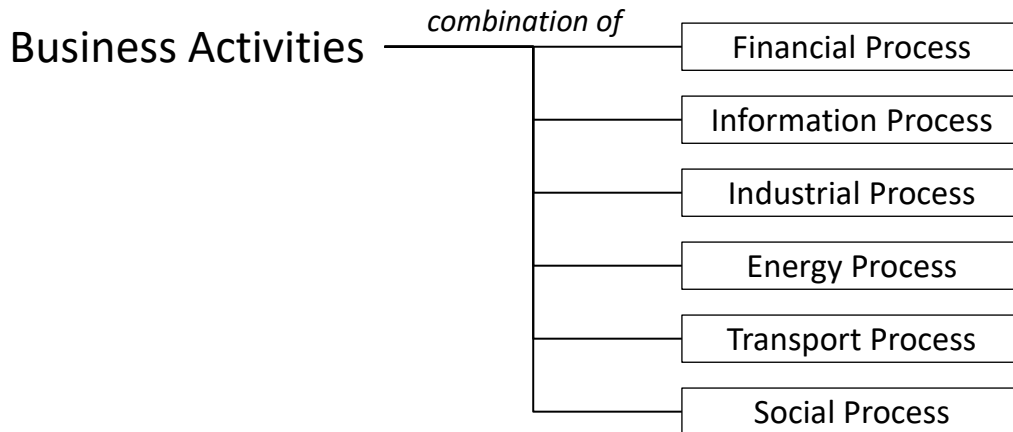 combination of
Business Activities
Financial Process
Information Process
Industrial Process
Energy Process
Transport Process
Social Process